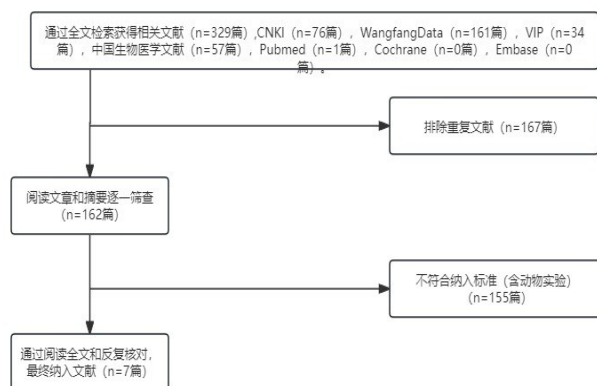 通过全文检索获得相关文献（n=329篇）,CNKI（n=76篇），WangfangData（n=161篇），VIP（n=34
篇），中国生物医学文献（n=57篇），Pubmed（n=1篇），Cochrane（n=0篇），Embase（n=0
篇）。
排除重复文献（n=167篇）
阅读文章和摘要逐一筛查
（n=162篇）
不符合纳入标准（含动物实验）
（n=155篇）
通过阅读全文和反复核对，
最终纳入文献（n=7篇）